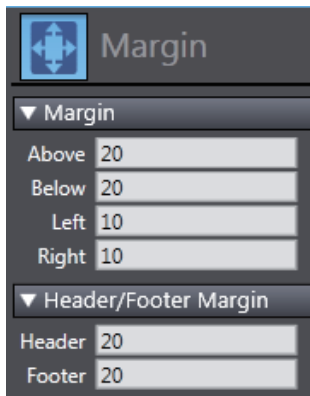 Margin
Margin
Above 20
Below 20
Left 10
Right 10
Header/Footer Margin
Header 20
Footer 20